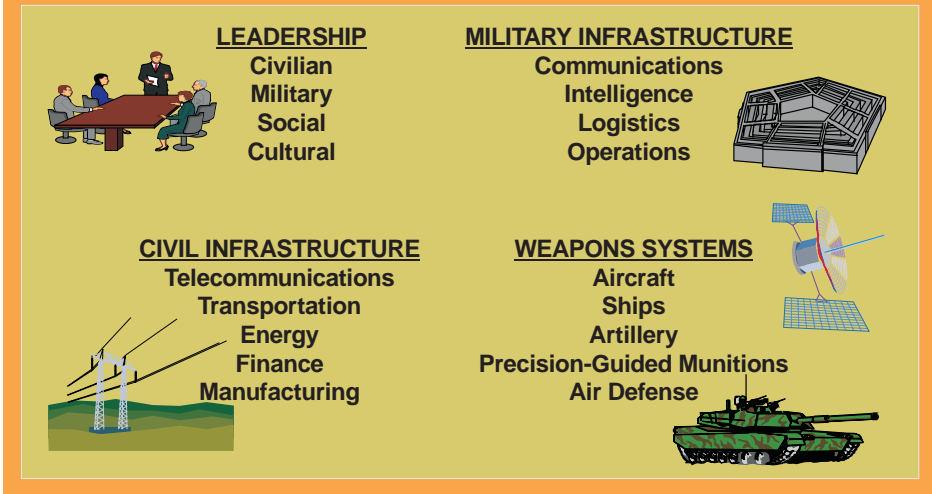 LEADERSHIP
Civilian
Military
Social
Cultural
MILITARY INFRASTRUCTURE
Communications
Intelligence
Logistics
Operations
CIVIL INFRASTRUCTURE
Telecommunications
Transportation
Energy
Finance
Manufacturing
WEAPONS SYSTEMS
Aircraft
Ships
Artillery
Precision-Guided Munitions
Air Defense